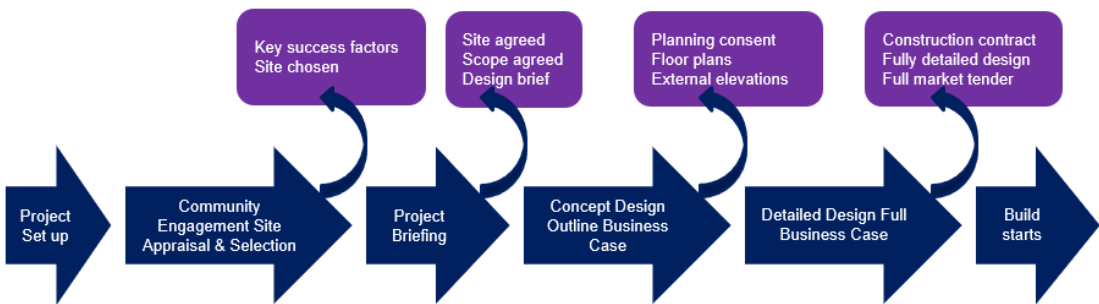 Key success factors
Site chosen
Site agreed
Scope agreed
Design brief
Planning consent
Floor plans
External elevations
Construction contract
Fully detailed design
Full market tender
Project
Set up
Community
Engagement Site
Appraisal & Selection
Project
Briefing
Concept Design
Outline Business
Case
Detailed Design Full
Business Case
Build
starts